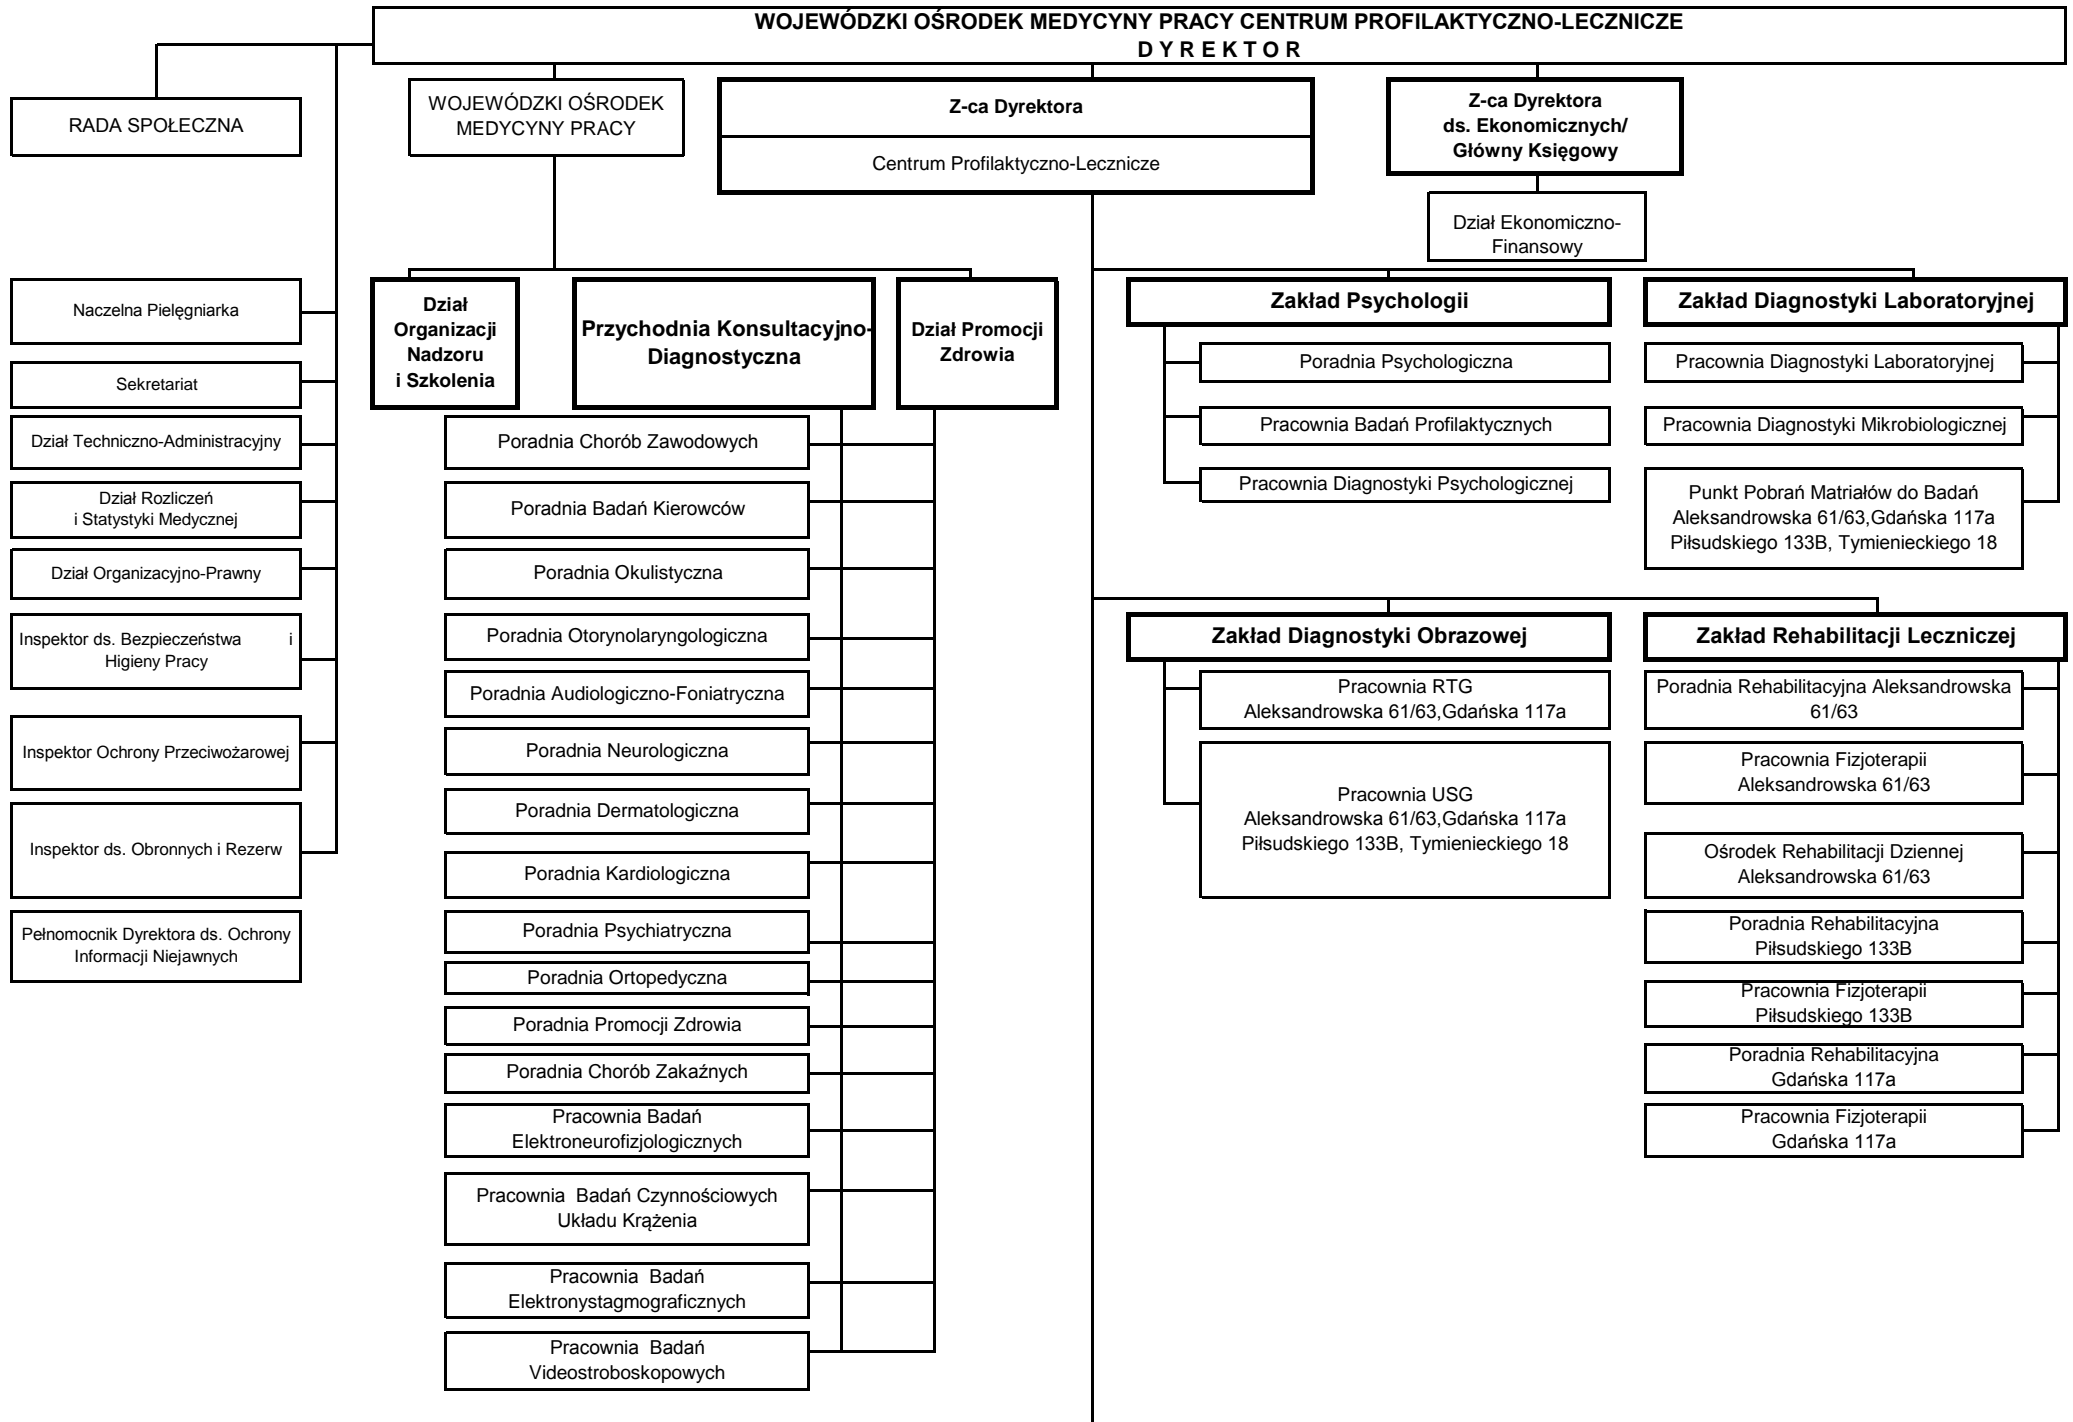 WOJEWÓDZKI OŚRODEK MEDYCYNY PRACY CENTRUM PROFILAKTYCZNO-LECZNICZE
D Y R E K T O R
RADA SPOŁECZNA
WOJEWÓDZKI OŚRODEK
MEDYCYNY PRACY
Z-ca Dyrektora
Centrum Profilaktyczno-Lecznicze
Z-ca Dyrektora
ds. Ekonomicznych/
Główny Księgowy
Dział Ekonomiczno-
Finansowy
Naczelna Pielęgniarka
Sekretariat
Dział Techniczno-Administracyjny
Dział Rozliczeń
i Statystyki Medycznej
Dział Organizacyjno-Prawny
Inspektor ds. Bezpieczeństwa i
Higieny Pracy
Inspektor Ochrony Przeciwożarowej
Inspektor ds. Obronnych i Rezerw
Pełnomocnik Dyrektora ds. Ochrony
Informacji Niejawnych
Dział
Organizacji
Nadzoru
i Szkolenia
Przychodnia Konsultacyjno-
Diagnostyczna
Dział Promocji
Zdrowia
Poradnia Chorób Zawodowych
Poradnia Badań Kierowców
Poradnia Okulistyczna
Poradnia Otorynolaryngologiczna
Poradnia Audiologiczno-Foniatryczna
Poradnia Neurologiczna
Poradnia Dermatologiczna
Poradnia Kardiologiczna
Poradnia Psychiatryczna
Poradnia Ortopedyczna
Poradnia Promocji Zdrowia
Poradnia Chorób Zakaźnych
Pracownia Badań
Elektroneurofizjologicznych
Pracownia Badań Czynnościowych
Układu Krążenia
Pracownia Badań
Elektronystagmograficznych
Pracownia Badań
Videostroboskopowych
Zakład Psychologii
Poradnia Psychologiczna
Pracownia Badań Profilaktycznych
Pracownia Diagnostyki Psychologicznej
Zakład Diagnostyki Laboratoryjnej
Pracownia Diagnostyki Laboratoryjnej
Pracownia Diagnostyki Mikrobiologicznej
Punkt Pobrań Matriałów do Badań
Aleksandrowska 61/63,Gdańska 117a
Piłsudskiego 133B, Tymienieckiego 18
Zakład Diagnostyki Obrazowej
Pracownia RTG
Aleksandrowska 61/63,Gdańska 117a
Pracownia USG
Aleksandrowska 61/63,Gdańska 117a
Piłsudskiego 133B, Tymienieckiego 18
Zakład Rehabilitacji Leczniczej
Poradnia Rehabilitacyjna Aleksandrowska
61/63
Pracownia Fizjoterapii
Aleksandrowska 61/63
Ośrodek Rehabilitacji Dziennej
Aleksandrowska 61/63
Poradnia Rehabilitacyjna
Piłsudskiego 133B
Pracownia Fizjoterapii
Piłsudskiego 133B
Poradnia Rehabilitacyjna
Gdańska 117a
Pracownia Fizjoterapii
Gdańska 117a